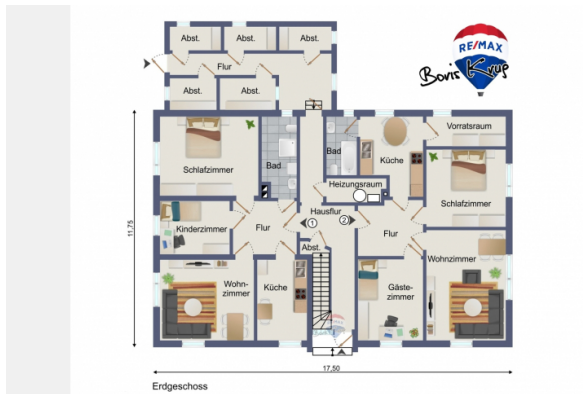 Abst.
Abst.
Abst.
Flur
Abst.
Abst.
RE/MAX
Boris Krug
Schlafzimmer
Bad
Bad
Küche
Vorratsraum
Heizungsraum
Schlafzimmer
Kinderzimmer
Flur
Hausflur
1
2
Flur
Abst.
Wohn-
zimmer
Küche
Gäste-
zimmer
Wohnzimmer
11,75
17,50
Erdgeschoss